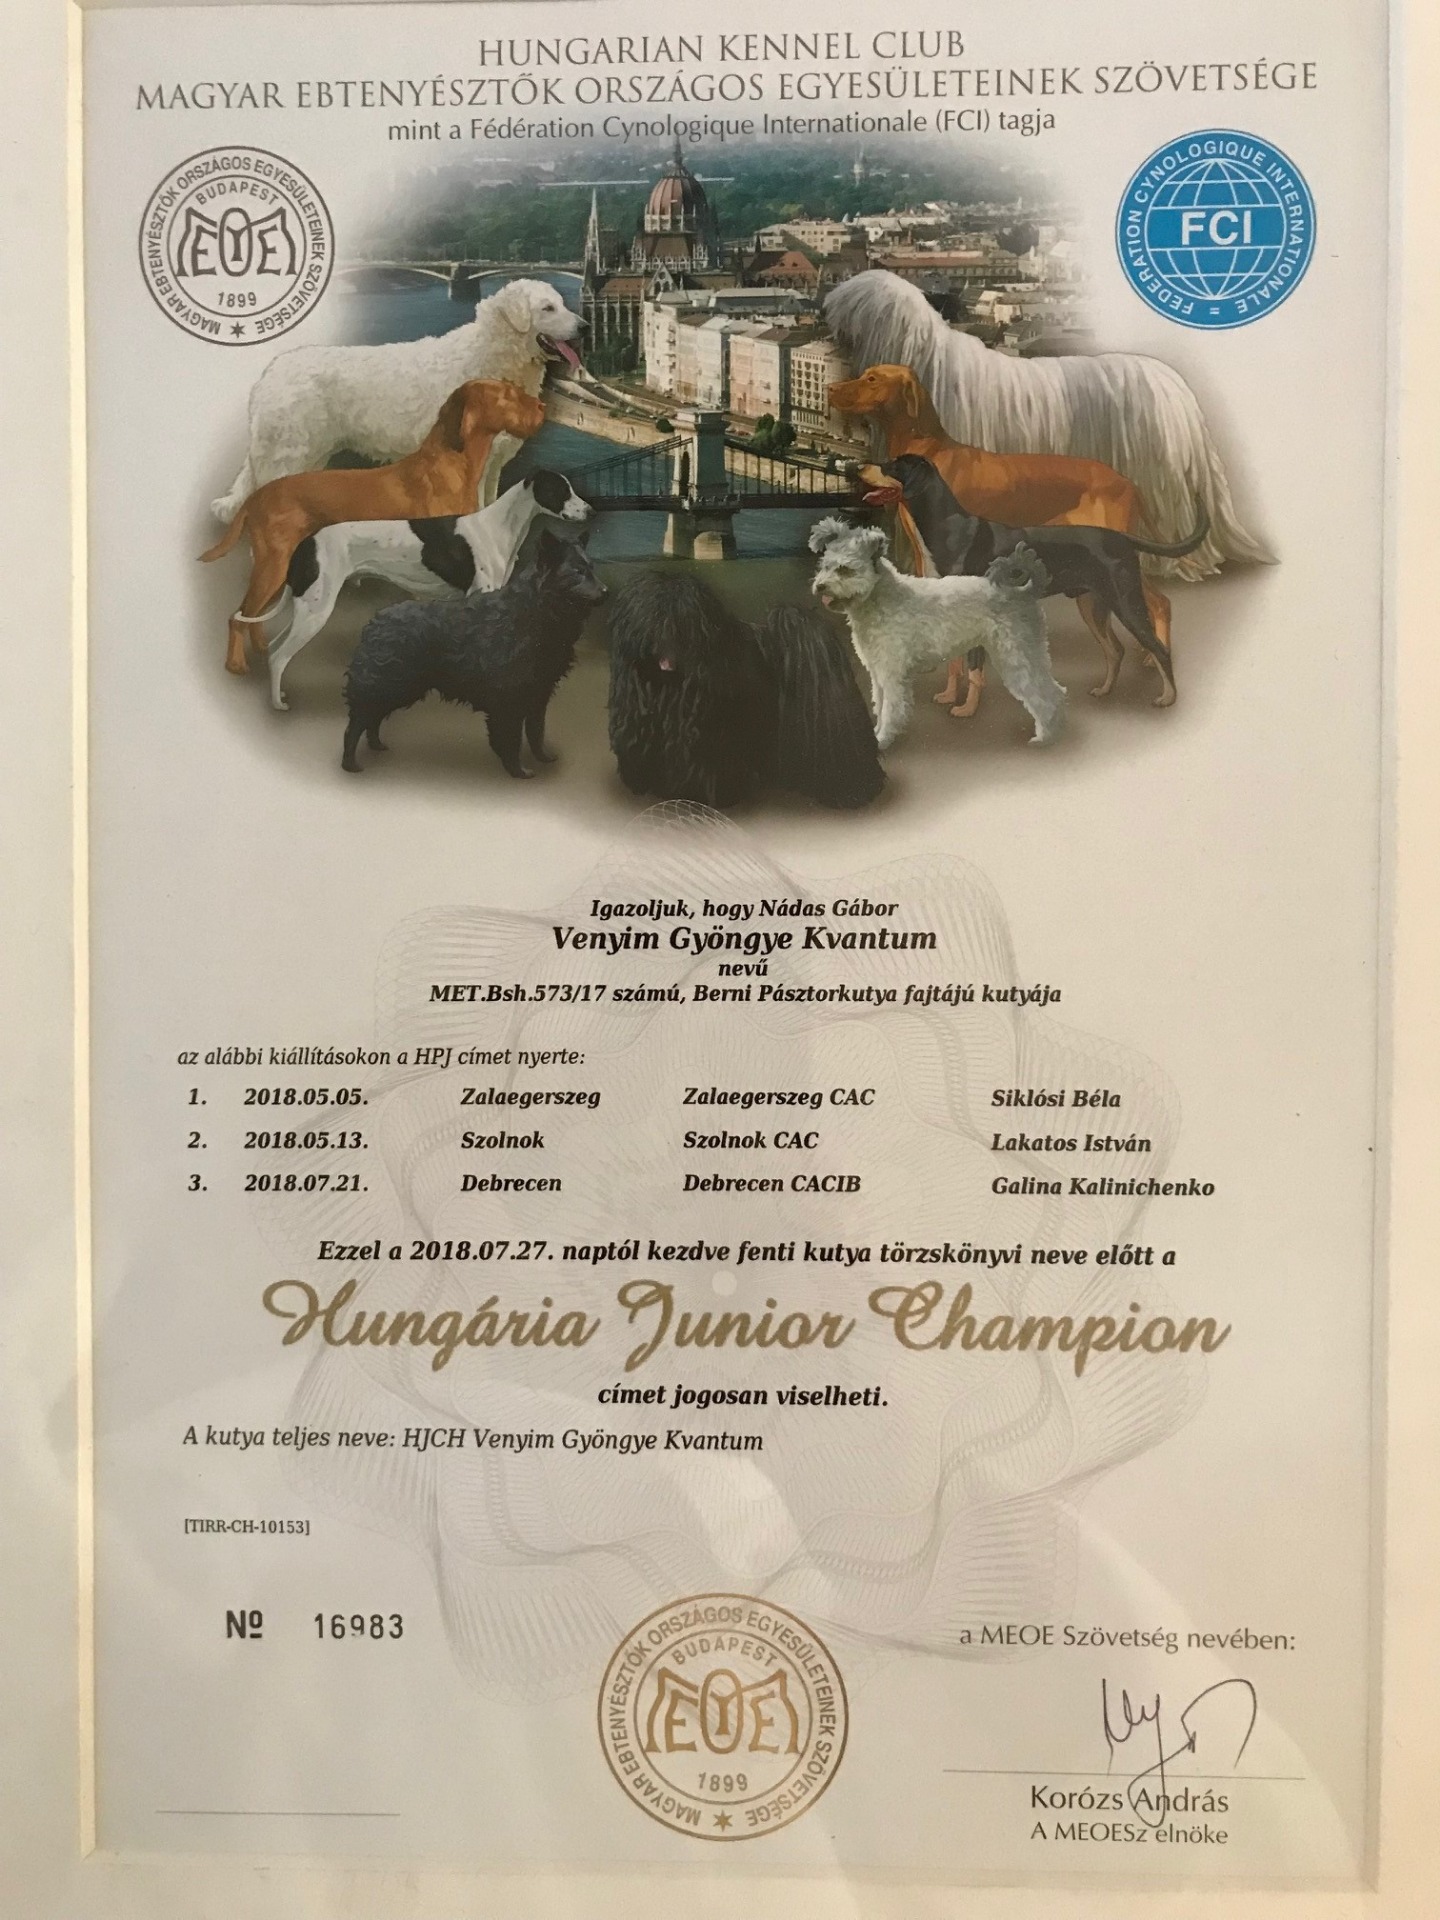 HUNGARIAN KENNEL CLUB
MAGYAR EBTENYÉSZTŐK ORSZÁGOS EGYESÜLETEINEK SZÖVETSÉGE
mint a Fédération Cynologique Internationale (FCI) tagja
MAGYAR EBTENYÉSZTŐK ORSZÁGOS EGYESÜLETEINEK SZÖVETSÉGE
BUDAPEST
MEOE
1899
FEDERATION CYNOLOGIQUE INTERNATIONALE
FCI
Igazoljuk, hogy Nádas Gábor
Venyim Gyöngye Kvantum
nevű
MET.Bsh.573/17 számú, Berni Pásztorkutya fajtájú kutyája
az alábbi kiállításokon a HPJ címet nyerte:
1. 2018.05.05. Zalaegerszeg Zalaegerszeg CAC Siklósi Béla
2. 2018.05.13. Szolnok Szolnok CAC Lakatos István
3. 2018.07.21. Debrecen Debrecen CACIB Galina Kalinichenko
Ezzel a 2018.07.27. naptól kezdve fenti kutya törzskönyvi neve előtt a
Hungária Junior Champion
címet jogosan viselheti.
A kutya teljes neve: HJCH Venyim Gyöngye Kvantum
[TIRR-CH-10153]
Nº 16983
MAGYAR EBTENYÉSZTŐK ORSZÁGOS EGYESÜLETEINEK SZÖVETSÉGE
BUDAPEST
MEOE
1899
a MEOE Szövetség nevében:
Korózs András
A MEOESz elnöke